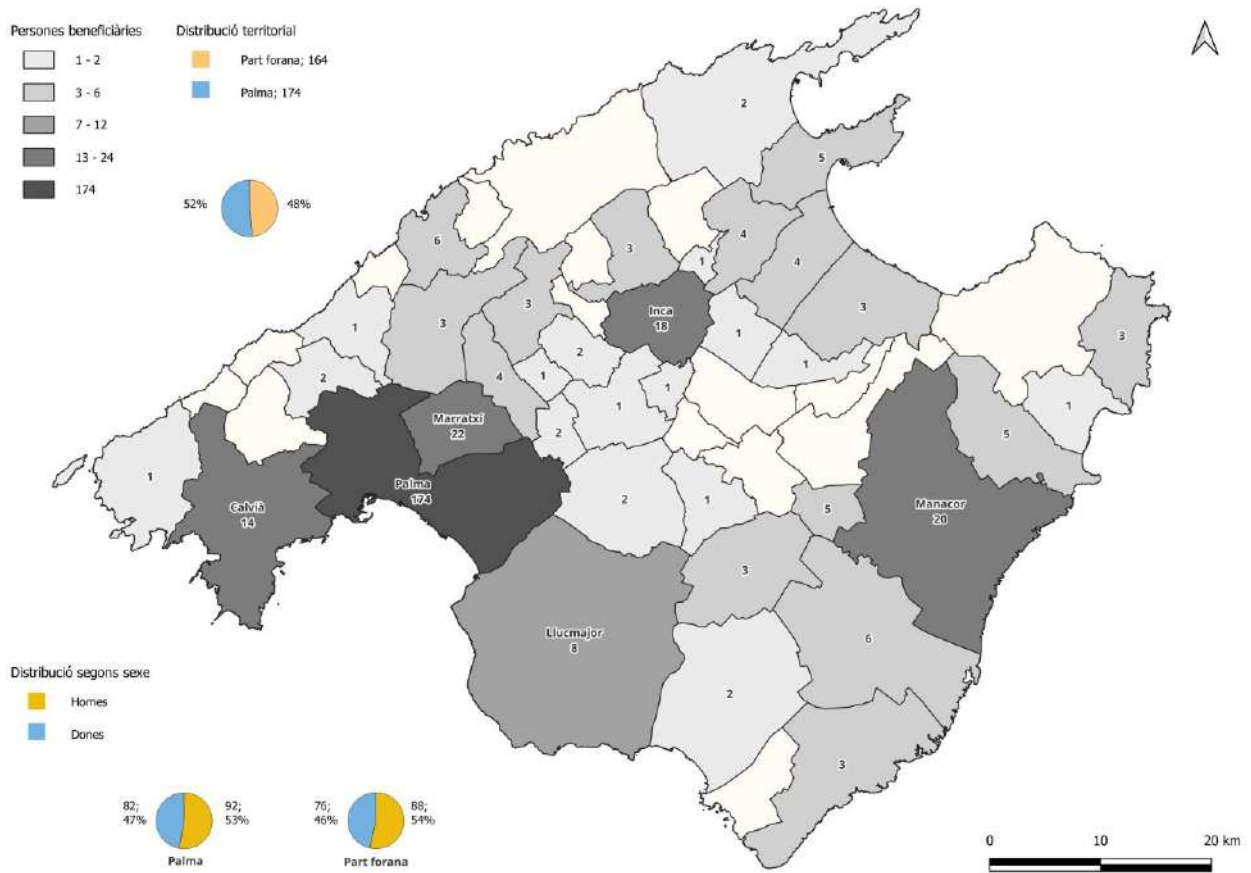 Persones beneficiàries
1 - 2
3 - 6
7 - 12
13 - 24
174
Distribució territorial
Part forana; 164
Palma; 174
52%
48%
2
5
6
3
4
1
4
3
Inca
18
3
3
1
3
2
1
1
3
2
4
1
1
1
1
Marratxí
22
2
5
1
Palma
174
2
1
5
Manacor
20
Calvià
14
3
Llucmajor
8
6
2
3
Distribució segons sexe
Homes
Dones
82;
47%
92;
53%
Palma
76;
46%
88;
54%
Part forana
0
10
20 km